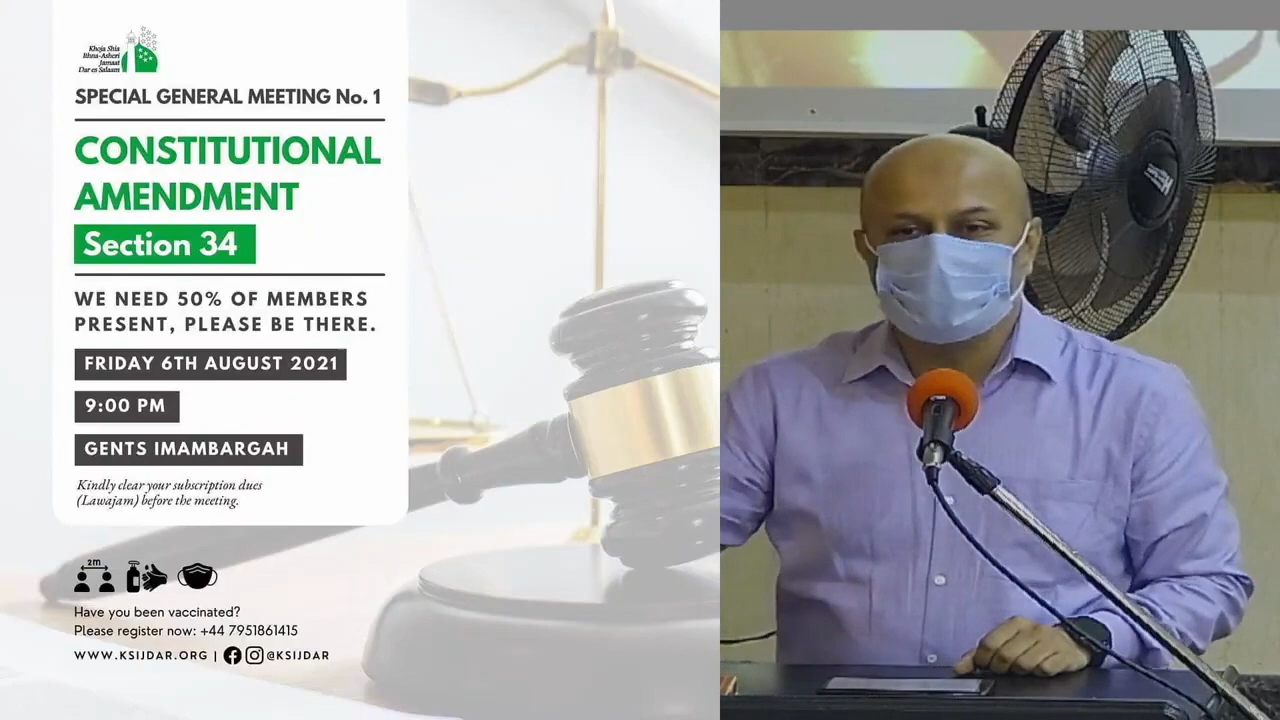 Khoja Shia
Ithna-Asheri
Jamaat
Dar es Salaam
SPECIAL GENERAL MEETING No. 1
CONSTITUTIONAL
AMENDMENT
Section 34
WE NEED 50% OF MEMBERS
PRESENT, PLEASE BE THERE.
FRIDAY 6TH AUGUST 2021
9:00 PM
GENTS IMAMBARGAH
Kindly clear your subscription dues
(Lawajam) before the meeting.
2m
Have you been vaccinated?
Please register now: +44 7951861415
WWW.KSIJDAR.ORG | @KSIJDAR